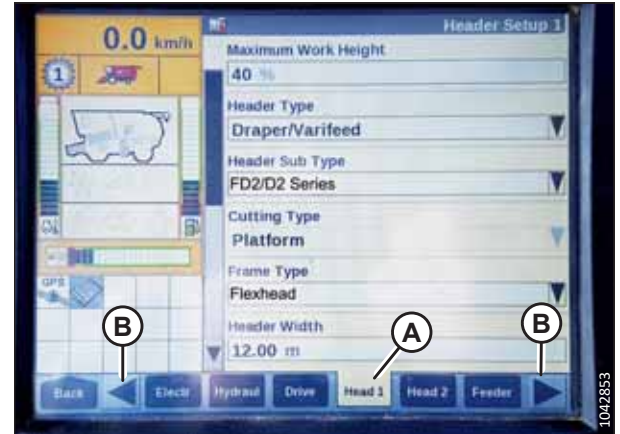 0.0 km/h
Header Setup 1
1
Maximum Work Height
40 %
Header Type
Draper/Varifeed
Header Sub Type
FD2/D2 Series
Cutting Type
Platform
Frame Type
Flexhead
Header Width
12.00 m
GPS
B
A
B
Back
Electr
Hydraul
Drive
Head 1
Head 2
Feeder
1042853